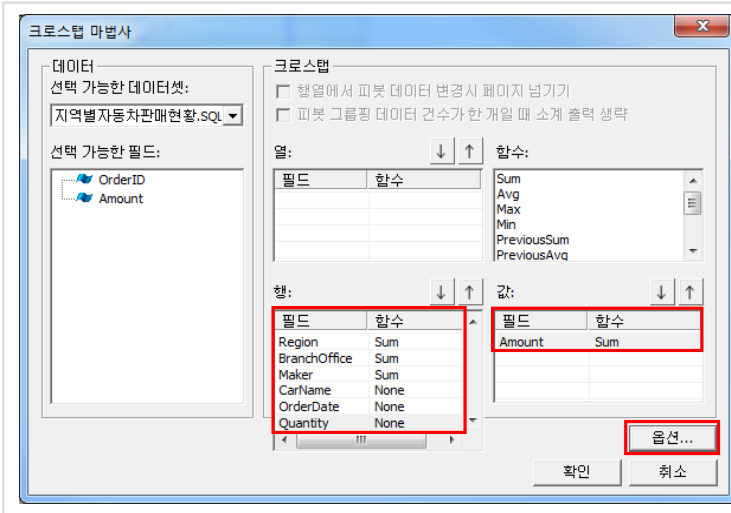 크로스탭 마법사
데이터
선택 가능한 데이터셋:
지역별자동차판매현황.SQL
선택 가능한 필드:
OrderID
Amount
크로스탭
행열에서 피봇 데이터 변경시 페이지 넘기기
피봇 그룹핑 데이터 건수가 한 개일 때 소계 출력 생략
열:
필드 함수
함수:
Sum
Avg
Max
Min
PreviousSum
PreviousAvg
행:
필드 함수
Region Sum
BranchOffice Sum
Maker Sum
CarName None
OrderDate None
Quantity None
값:
필드 함수
Amount Sum
옵션...
확인 취소